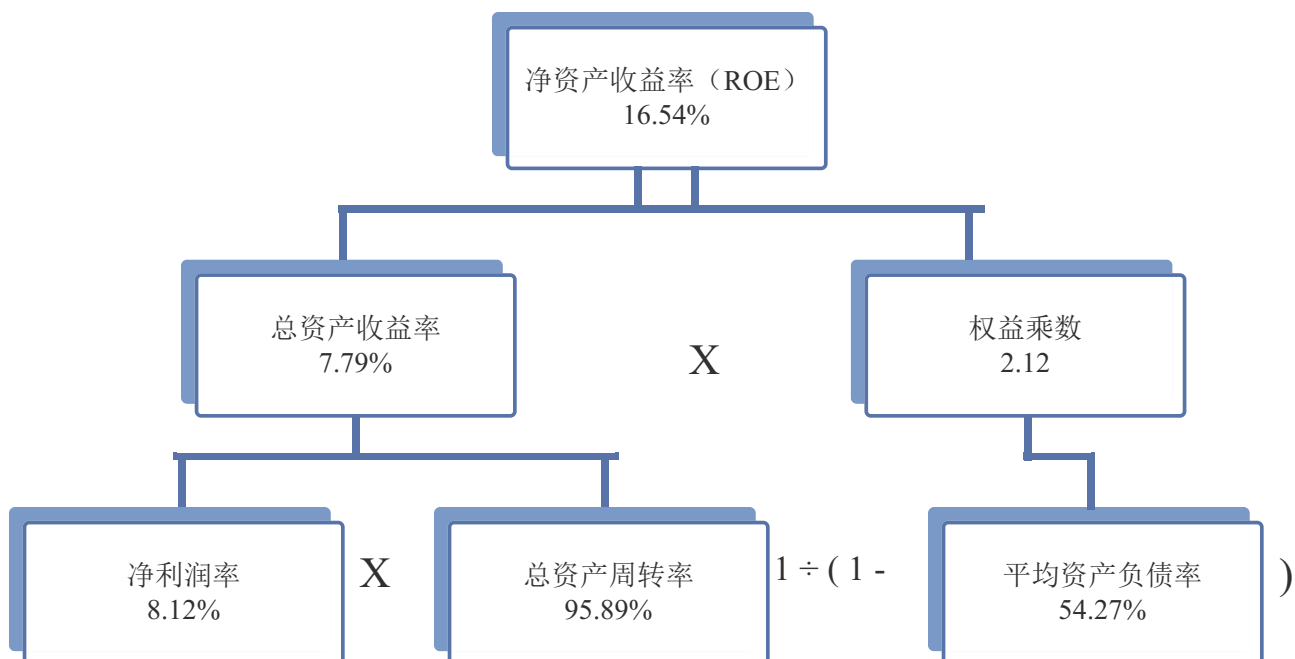 净资产收益率（ROE）
16.54%
总资产收益率
7.79%
X
权益乘数
2.12
净利润率
8.12%
X
总资产周转率
95.89%
1 ÷ ( 1 -
平均资产负债率
54.27%
)